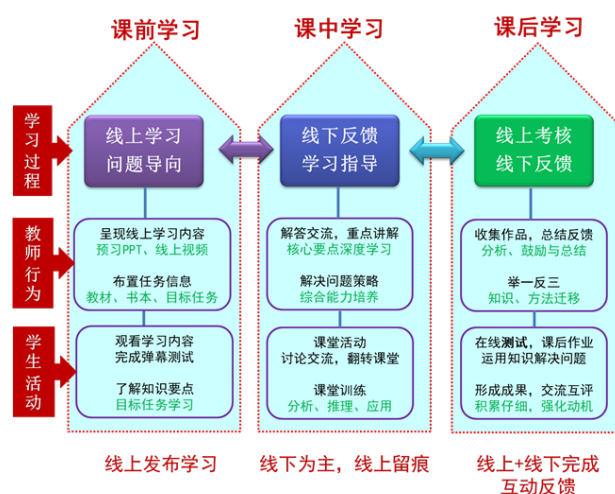 课前学习
课中学习
课后学习
学习过程
线上学习
问题导向
线下反馈
学习指导
线上考核
线下反馈
教师行为
呈现线上学习内容
预习PPT、线上视频
布置任务信息
教材、书本、目标任务
解答交流，重点讲解
核心要点深度学习
解决问题策略
综合能力培养
收集作品，总结反馈
分析、鼓励与总结
举一反三
知识、方法迁移
学生活动
观看学习内容
完成弹幕测试
了解知识要点
目标任务学习
课堂活动
讨论交流，翻转课堂
课堂训练
分析、推理、应用
在线测试，课后作业
运用知识解决问题
形成成果，交流互评
积累仔细，强化动机
线上发布学习
线下为主，线上留痕
线上+线下完成
互动反馈